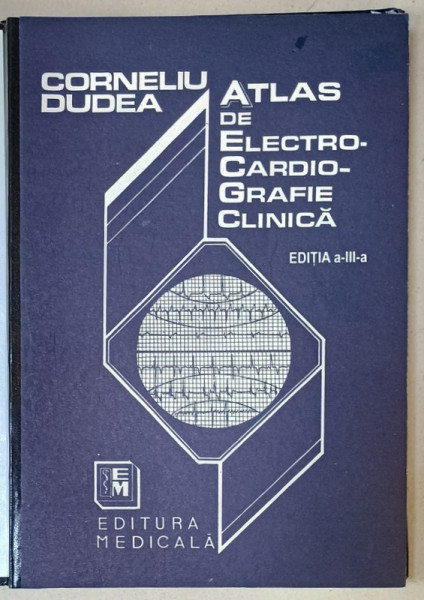 CORNELIU
DUDEA
ATLAS
DE
ELECTRO-
CARDIO-
GRAFIE
CLINICĂ
EDIȚIA a-III-a
EM
EDITURA
MEDICALĂ